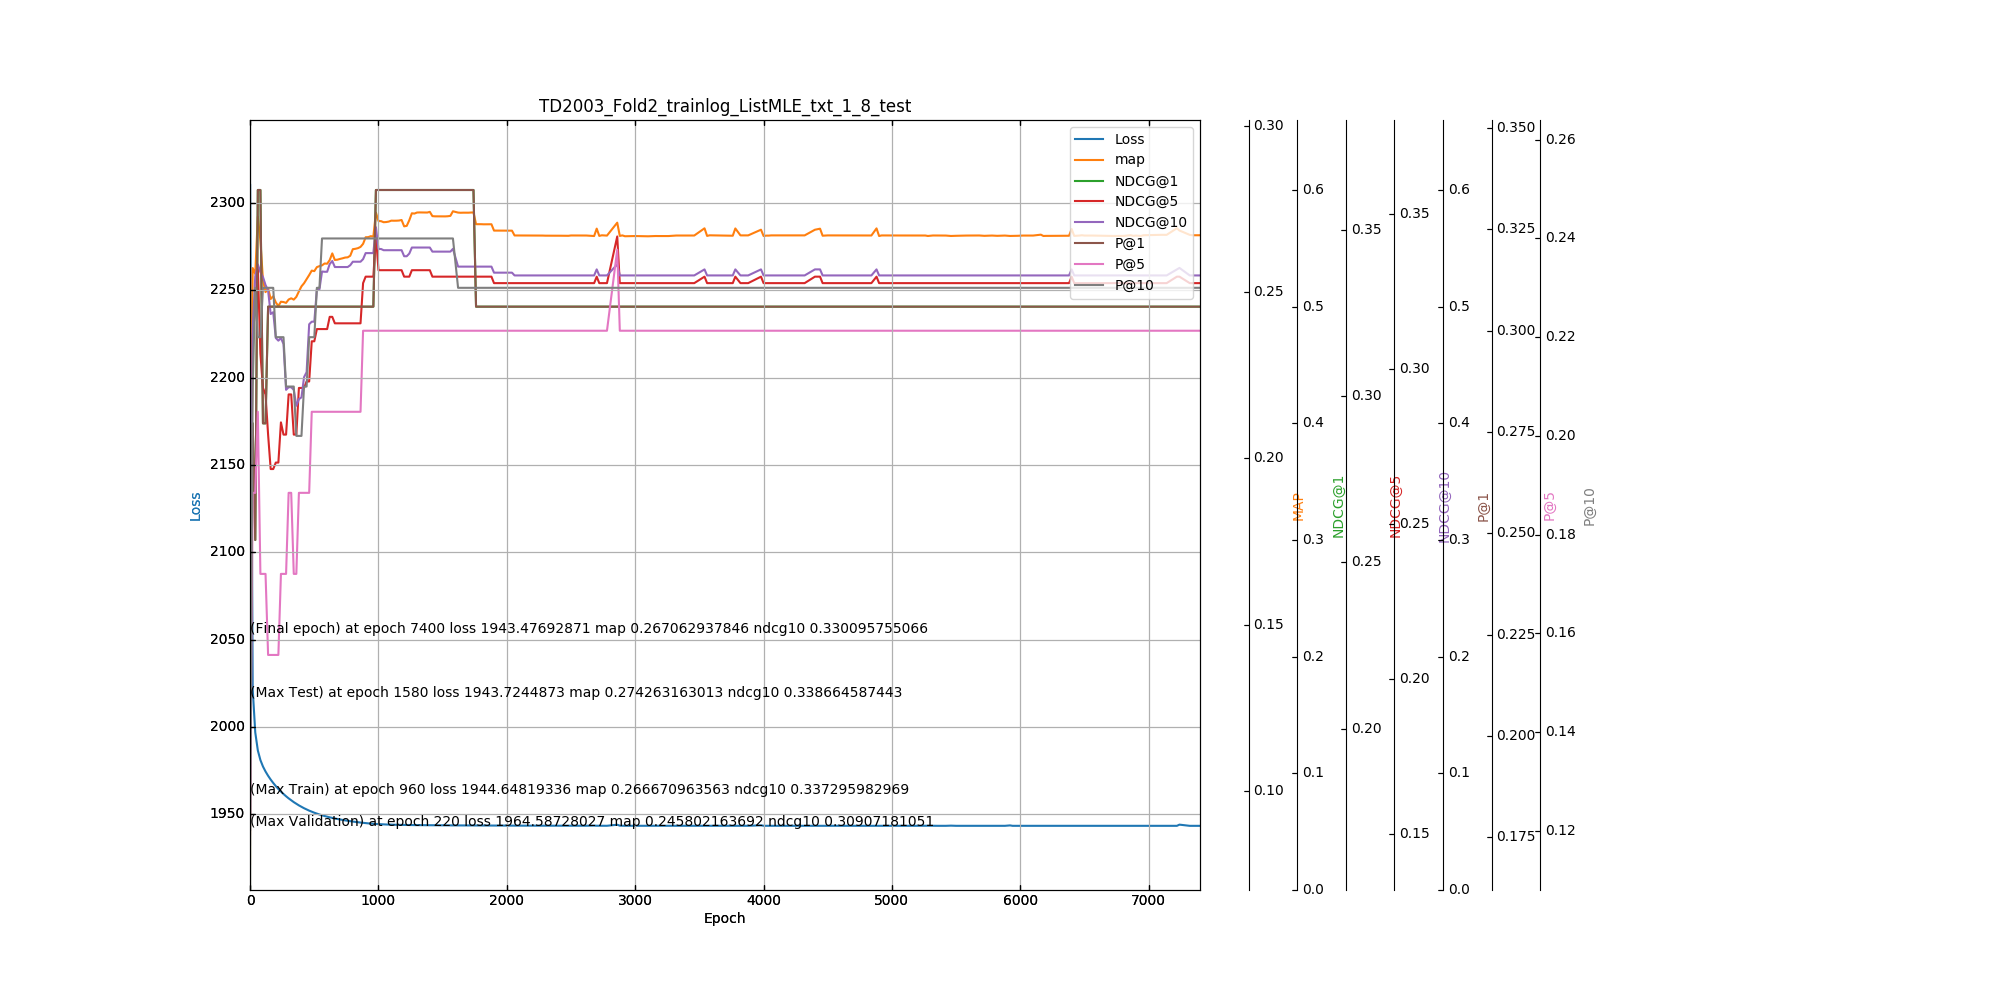 TD2003_Fold2_trainlog_ListMLE_txt_1_8_test
Loss
map
NDCG@1
NDCG@5
NDCG@10
P@1
P@5
P@10
2300
2250
2200
2150
2100
2050
2000
1950
Loss
(Final epoch) at epoch 7400 loss 1943.47692871 map 0.267062937846 ndcg10 0.330095755066
(Max Test) at epoch 1580 loss 1943.7244873 map 0.274263163013 ndcg10 0.338664587443
(Max Train) at epoch 960 loss 1944.64819336 map 0.266670963563 ndcg10 0.337295982969
(Max Validation) at epoch 220 loss 1964.58728027 map 0.245802163692 ndcg10 0.30907181051
0 1000 2000 3000 4000 5000 6000 7000
Epoch
0.30
0.25
0.20
0.15
0.10
MAP
0.6
0.5
0.4
0.3
0.2
0.1
0.0
NDCG@1
0.35
0.30
0.25
0.20
NDCG@5
0.35
0.30
0.25
0.20
0.15
NDCG@10
0.6
0.5
0.4
0.3
0.2
0.1
0.0
P@1
0.350
0.325
0.300
0.275
0.250
0.225
0.200
0.175
P@5
0.26
0.24
0.22
0.20
0.18
0.16
0.14
0.12
P@10